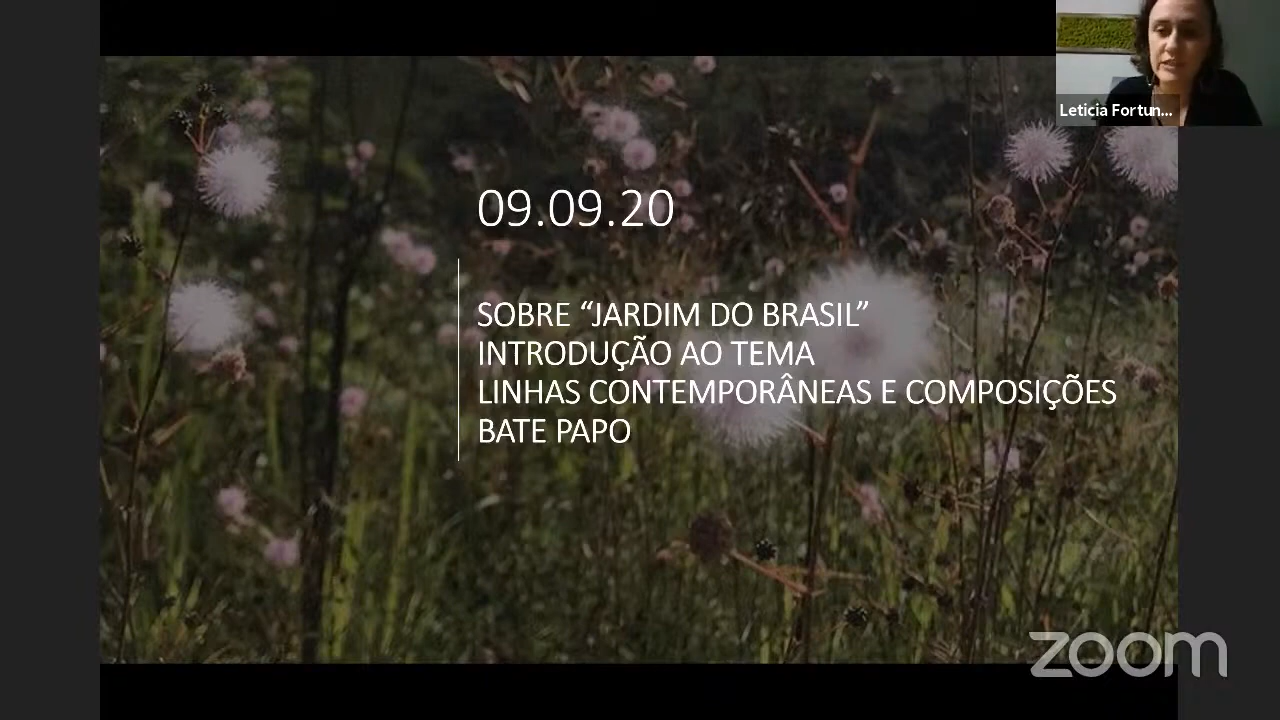 Leticia Fortun...
09.09.20
SOBRE “JARDIM DO BRASIL”
INTRODUÇÃO AO TEMA
LINHAS CONTEMPORÂNEAS E COMPOSIÇÕES
BATE PAPO
zoom